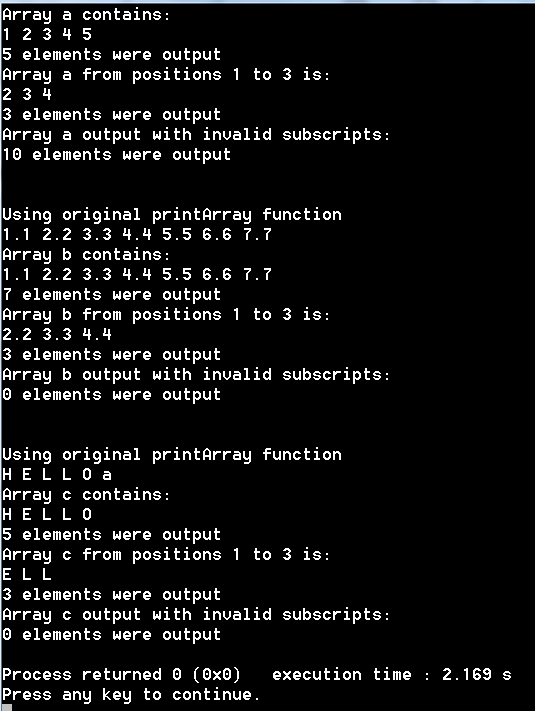 Array a contains:
1 2 3 4 5
5 elements were output
Array a from positions 1 to 3 is:
2 3 4
3 elements were output
Array a output with invalid subscripts:
10 elements were output
Using original printArray function
1.1 2.2 3.3 4.4 5.5 6.6 7.7
Array b contains:
1.1 2.2 3.3 4.4 5.5 6.6 7.7
7 elements were output
Array b from positions 1 to 3 is:
2.2 3.3 4.4
3 elements were output
Array b output with invalid subscripts:
0 elements were output
Using original printArray function
H E L L O a
Array c contains:
H E L L O
5 elements were output
Array c from positions 1 to 3 is:
E L L
3 elements were output
Array c output with invalid subscripts:
0 elements were output
Process returned 0 (0x0)   execution time : 2.169 s
Press any key to continue.